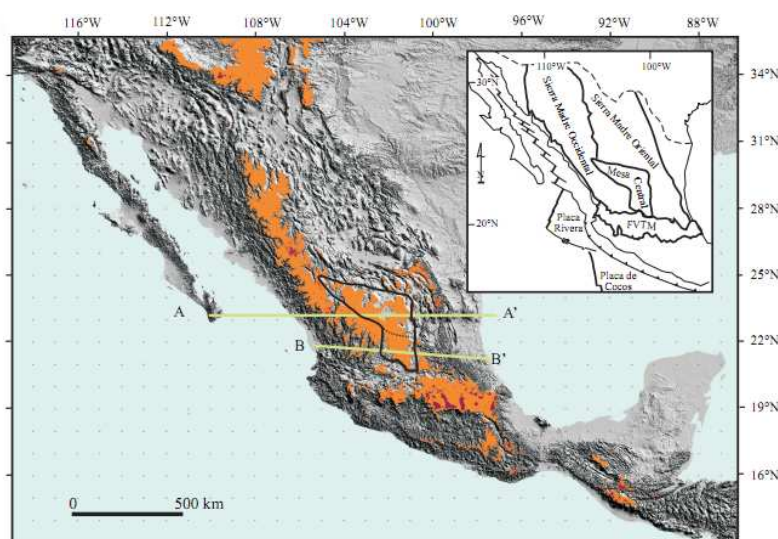 116°W 112°W 108°W 104°W 100°W 96°W 91°W 88°W
34°W
31°W
28°W
25°W
22°W
19°W
16°W
110°W 100°W
30°N
20°N
N
Sierra Madre Occidental
Sierra Madre Oriental
Mesa
Central
FVTM
Placa
Rivera
Placa de
Cocos
A A'
B B'
0 500 km